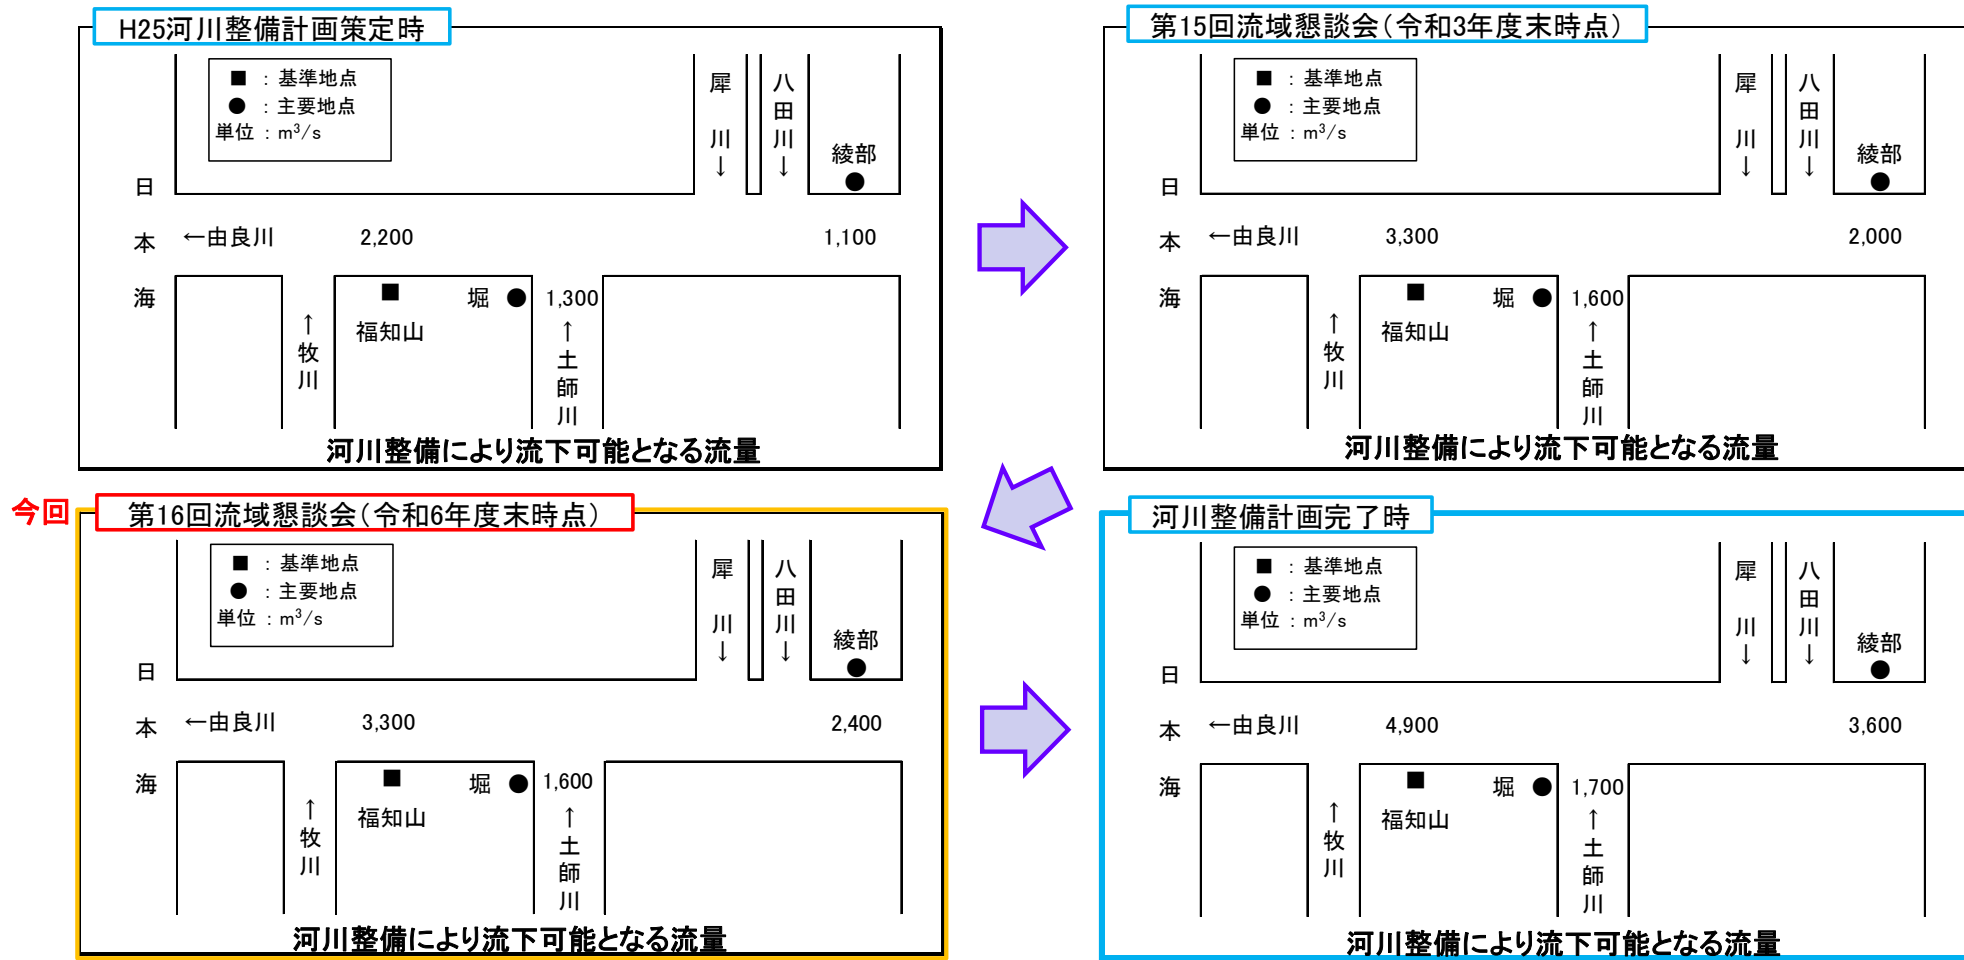 H25河川整備計画策定時
■ : 基準地点
● : 主要地点
単位 : m³/s
犀川↓
八田川↓
綾部
●
日本海
←由良川
2,200
1,100
■
福知山
堀 ●
1,300
↑牧川
↑土師川
河川整備により流下可能となる流量
第15回流域懇談会(令和3年度末時点)
■ : 基準地点
● : 主要地点
単位 : m³/s
犀川↓
八田川↓
綾部
●
日本海
←由良川
3,300
2,000
■
福知山
堀 ●
1,600
↑牧川
↑土師川
河川整備により流下可能となる流量
今回
第16回流域懇談会(令和6年度末時点)
■ : 基準地点
● : 主要地点
単位 : m³/s
犀川↓
八田川↓
綾部
●
日本海
←由良川
3,300
2,400
■
福知山
堀 ●
1,600
↑牧川
↑土師川
河川整備により流下可能となる流量
河川整備計画完了時
■ : 基準地点
● : 主要地点
単位 : m³/s
犀川↓
八田川↓
綾部
●
日本海
←由良川
4,900
3,600
■
福知山
堀 ●
1,700
↑牧川
↑土師川
河川整備により流下可能となる流量